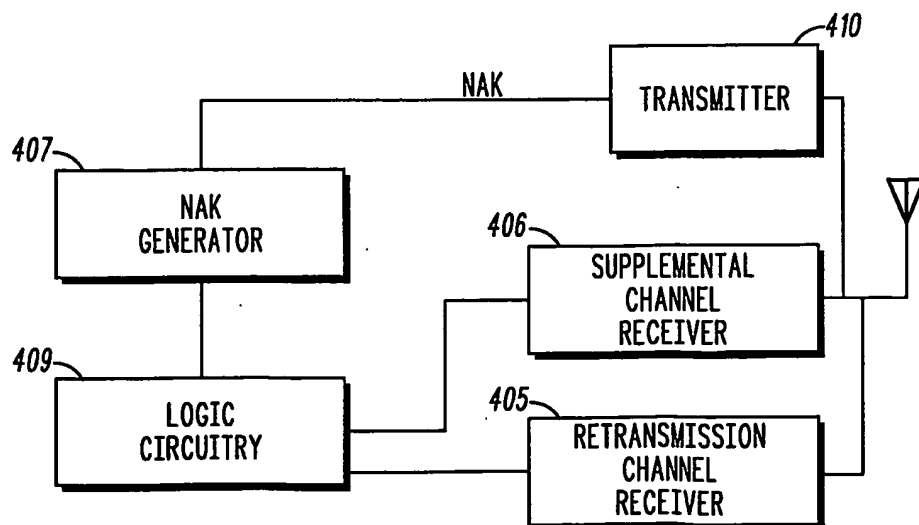 410
NAK
TRANSMITTER
407
NAK
GENERATOR
406
SUPPLEMENTAL
CHANNEL
RECEIVER
409
LOGIC
CIRCUITRY
405
RETRANSMISSION
CHANNEL
RECEIVER